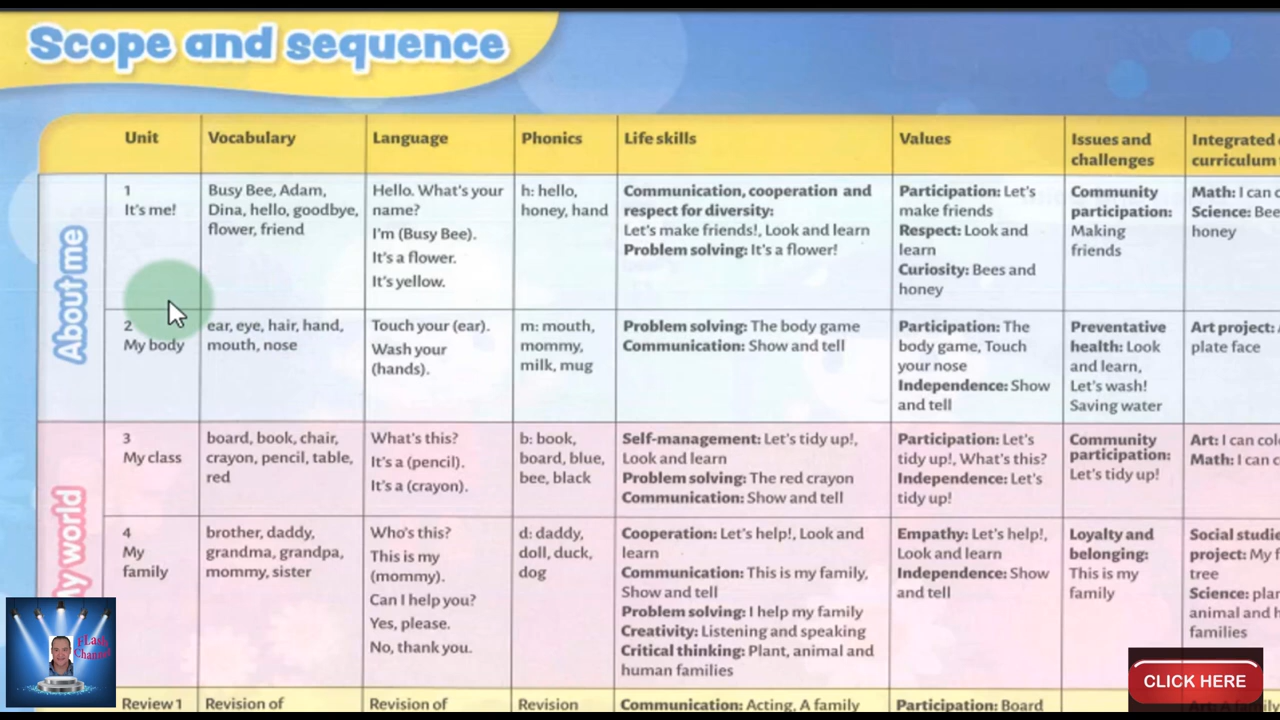 Scope and sequence
Unit
Vocabulary
Language
Phonics
Life skills
Values
Issues and
challenges
Integrated
curriculum
About me
1
It's me!
Busy Bee, Adam,
Dina, hello, goodbye,
flower, friend
Hello. What's your
name?
I'm (Busy Bee).
It's a flower.
It's yellow.
h: hello,
honey, hand
Communication, cooperation and
respect for diversity:
Let's make friends!, Look and learn
Problem solving: It's a flower!
Participation: Let's
make friends
Respect: Look and
learn
Curiosity: Bees and
honey
Community
participation:
Making
friends
Math: I can c
Science: Bee
honey
2
My body
ear, eye, hair, hand,
mouth, nose
Touch your (ear).
Wash your
(hands).
m: mouth,
mommy,
milk, mug
Problem solving: The body game
Communication: Show and tell
Participation: The
body game, Touch
your nose
Independence: Show
and tell
Preventative
health: Look
and learn,
Let's wash!
Saving water
Art project:
plate face
My world
3
My class
board, book, chair,
crayon, pencil, table,
red
What's this?
It's a (pencil).
It's a (crayon).
b: book,
board, blue,
bee, black
Self-management: Let's tidy up!,
Look and learn
Problem solving: The red crayon
Communication: Show and tell
Participation: Let's
tidy up!, What's this?
Independence: Let's
tidy up!
Community
participation:
Let's tidy up!
Art: I can colo
Math: I can c
4
My
family
brother, daddy,
grandma, grandpa,
mommy, sister
Who's this?
This is my
(mommy).
Can I help you?
Yes, please.
No, thank you.
d: daddy,
doll, duck,
dog
Cooperation: Let's help!, Look and
learn
Communication: This is my family,
Show and tell
Problem solving: I help my family
Creativity: Listening and speaking
Critical thinking: Plant, animal and
human families
Empathy: Let's help!,
Look and learn
Independence: Show
and tell
Loyalty and
belonging:
This is my
family
Social studie
project: My f
tree
Science: plan
animal and h
families
Review 1
Revision of
Revision of
Revision
Communication: Acting, A family
Participation: Board
Flash
Channel
CLICK HERE